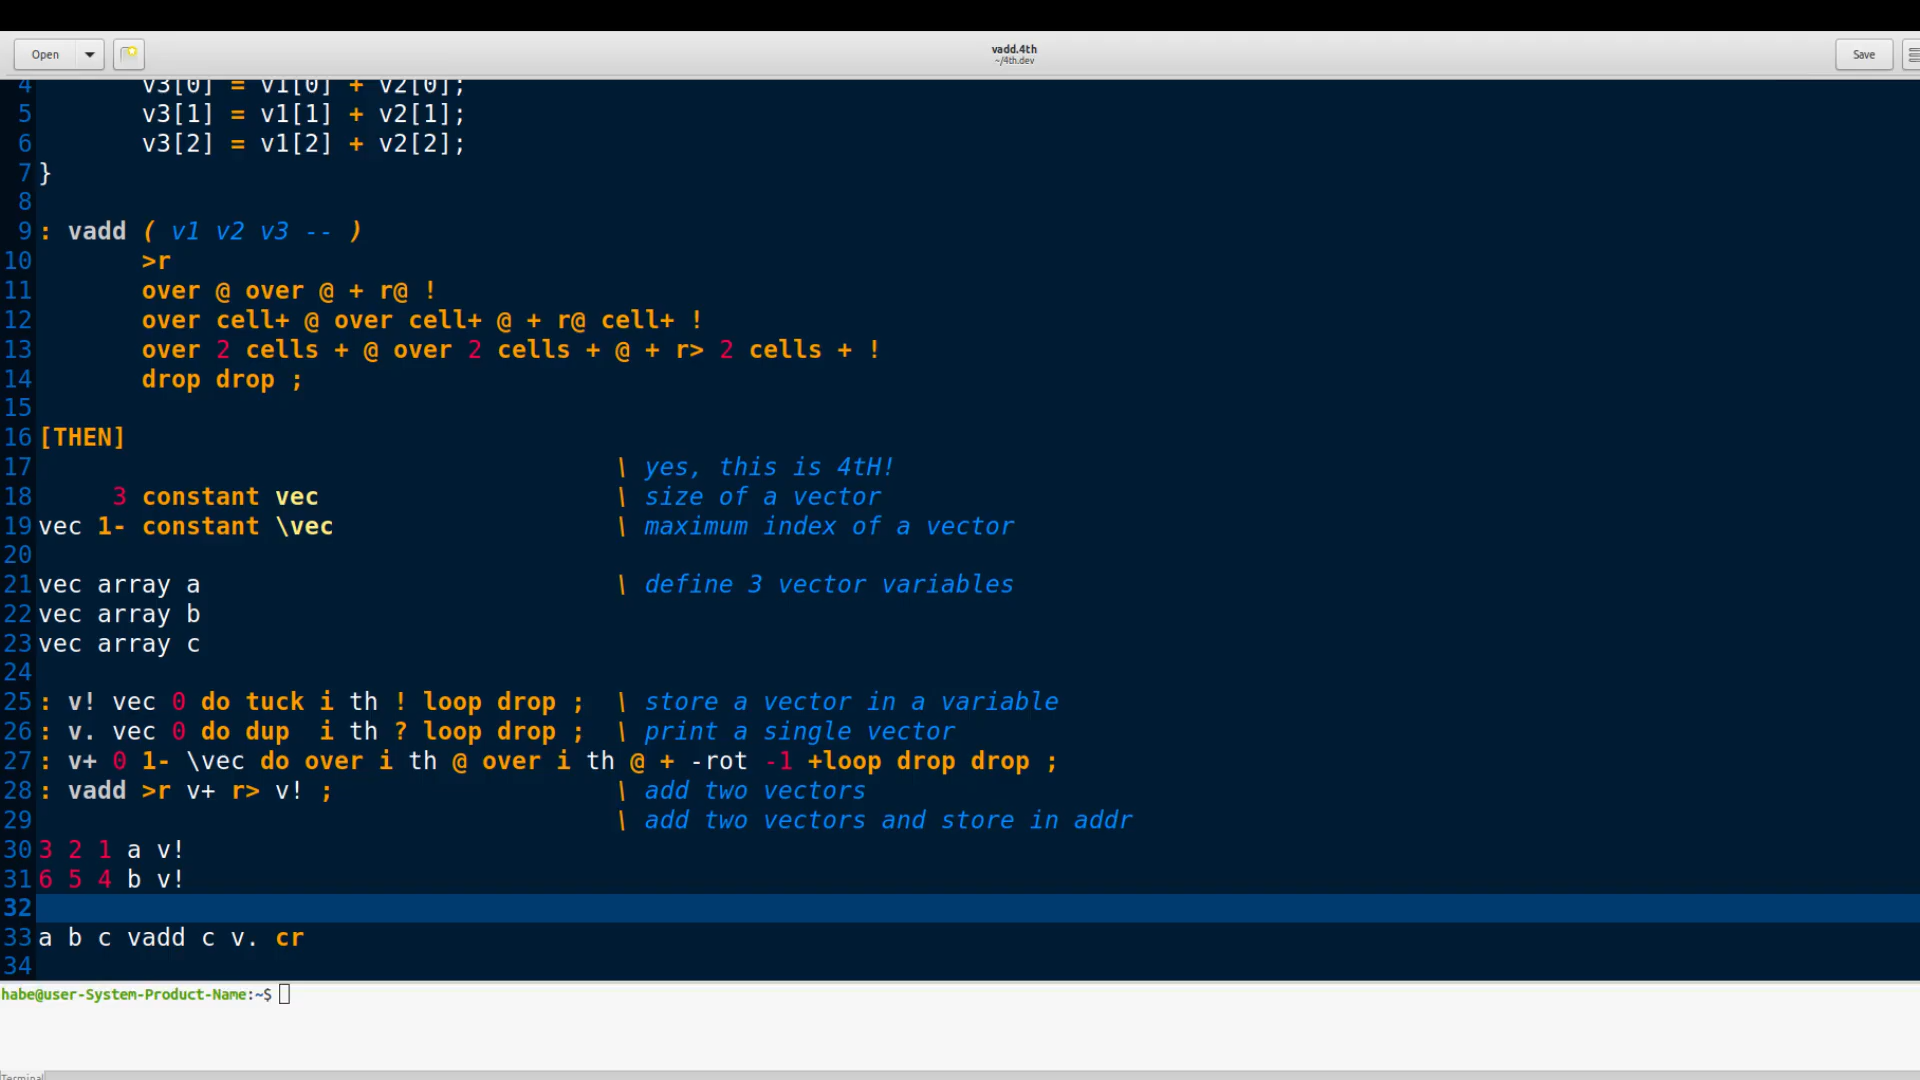 Open
vadd.4th
~/4th.dev
Save
4 v3[0] = v1[0] + v2[0];
5 v3[1] = v1[1] + v2[1];
6 v3[2] = v1[2] + v2[2];
7 }
8
9 : vadd ( v1 v2 v3 -- )
10 >r
11 over @ over @ + r@ !
12 over cell+ @ over cell+ @ + r@ cell+ !
13 over 2 cells + @ over 2 cells + @ + r> 2 cells + !
14 drop drop ;
15
16 [THEN]
17 \ yes, this is 4tH!
18 3 constant vec \ size of a vector
19 vec 1- constant \vec \ maximum index of a vector
20
21 vec array a \ define 3 vector variables
22 vec array b
23 vec array c
24
25 : v! vec 0 do tuck i th ! loop drop ; \ store a vector in a variable
26 : v. vec 0 do dup  i th ? loop drop ; \ print a single vector
27 : v+ 0 1- \vec do over i th @ over i th @ + -rot -1 +loop drop drop ;
28 : vadd >r v+ r> v! ; \ add two vectors
29 \ add two vectors and store in addr
30 3 2 1 a v!
31 6 5 4 b v!
32
33 a b c vadd c v. cr
34
habe@user-System-Product-Name:~$
Terminal